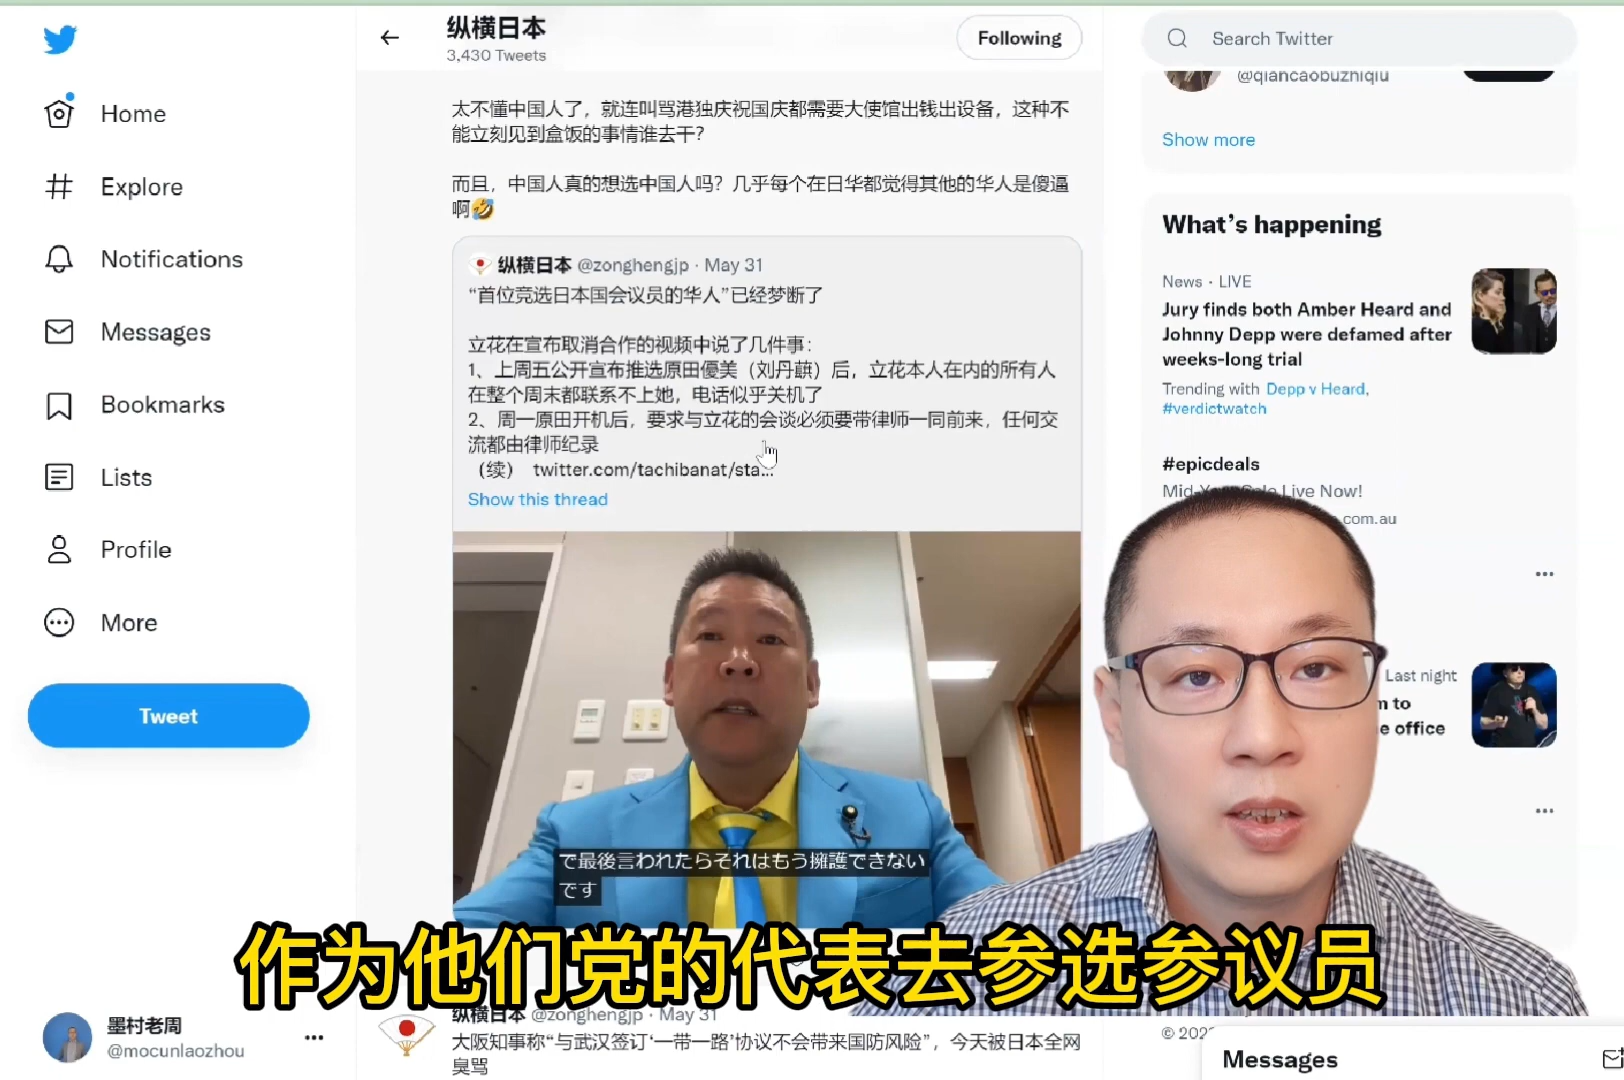 纵横日本
3,430 Tweets
Following
Search Twitter
Home
Explore
Notifications
Messages
Bookmarks
Lists
Profile
More
Tweet
太不懂中国人了，就连叫骂港独庆祝国庆都需要大使馆出钱出设备，这种不
能立刻见到盒饭的事情谁去干？
而且，中国人真的想选中国人吗？几乎每个在日华都觉得其他的华人是傻逼
啊🤣
纵横日本 @zonghengjp · May 31
“首位竞选日本国会议员的华人”已经梦断了
立花在宣布取消合作的视频中说了几件事：
1、上周五公开宣布推选原田優美（刘丹蕻）后，立花本人在内的所有人
在整个周末都联系不上她，电话似乎关机了
2、周一原田开机后，要求与立花的会谈必须要带律师一同前来，任何交
流都由律师纪录
（续） twitter.com/tachibanat/sta...
Show this thread
で最後言われたらそれはもう擁護できない
です
作为他们党的代表去参选参议员
纵横日本 @zonghengjp · May 31
大阪知事称“与武汉签订‘一带一路’协议不会带来国防风险”，今天被日本全网
臭骂
墨村老周
@mocunlaozhou
@qiancaobuzhiqiu
Show more
What’s happening
News · LIVE
Jury finds both Amber Heard and
Johnny Depp were defamed after
weeks-long trial
Trending with Depp v Heard,
#verdictwatch
#epicdeals
Live Now!
.com.au
Last night
to
office
Messages